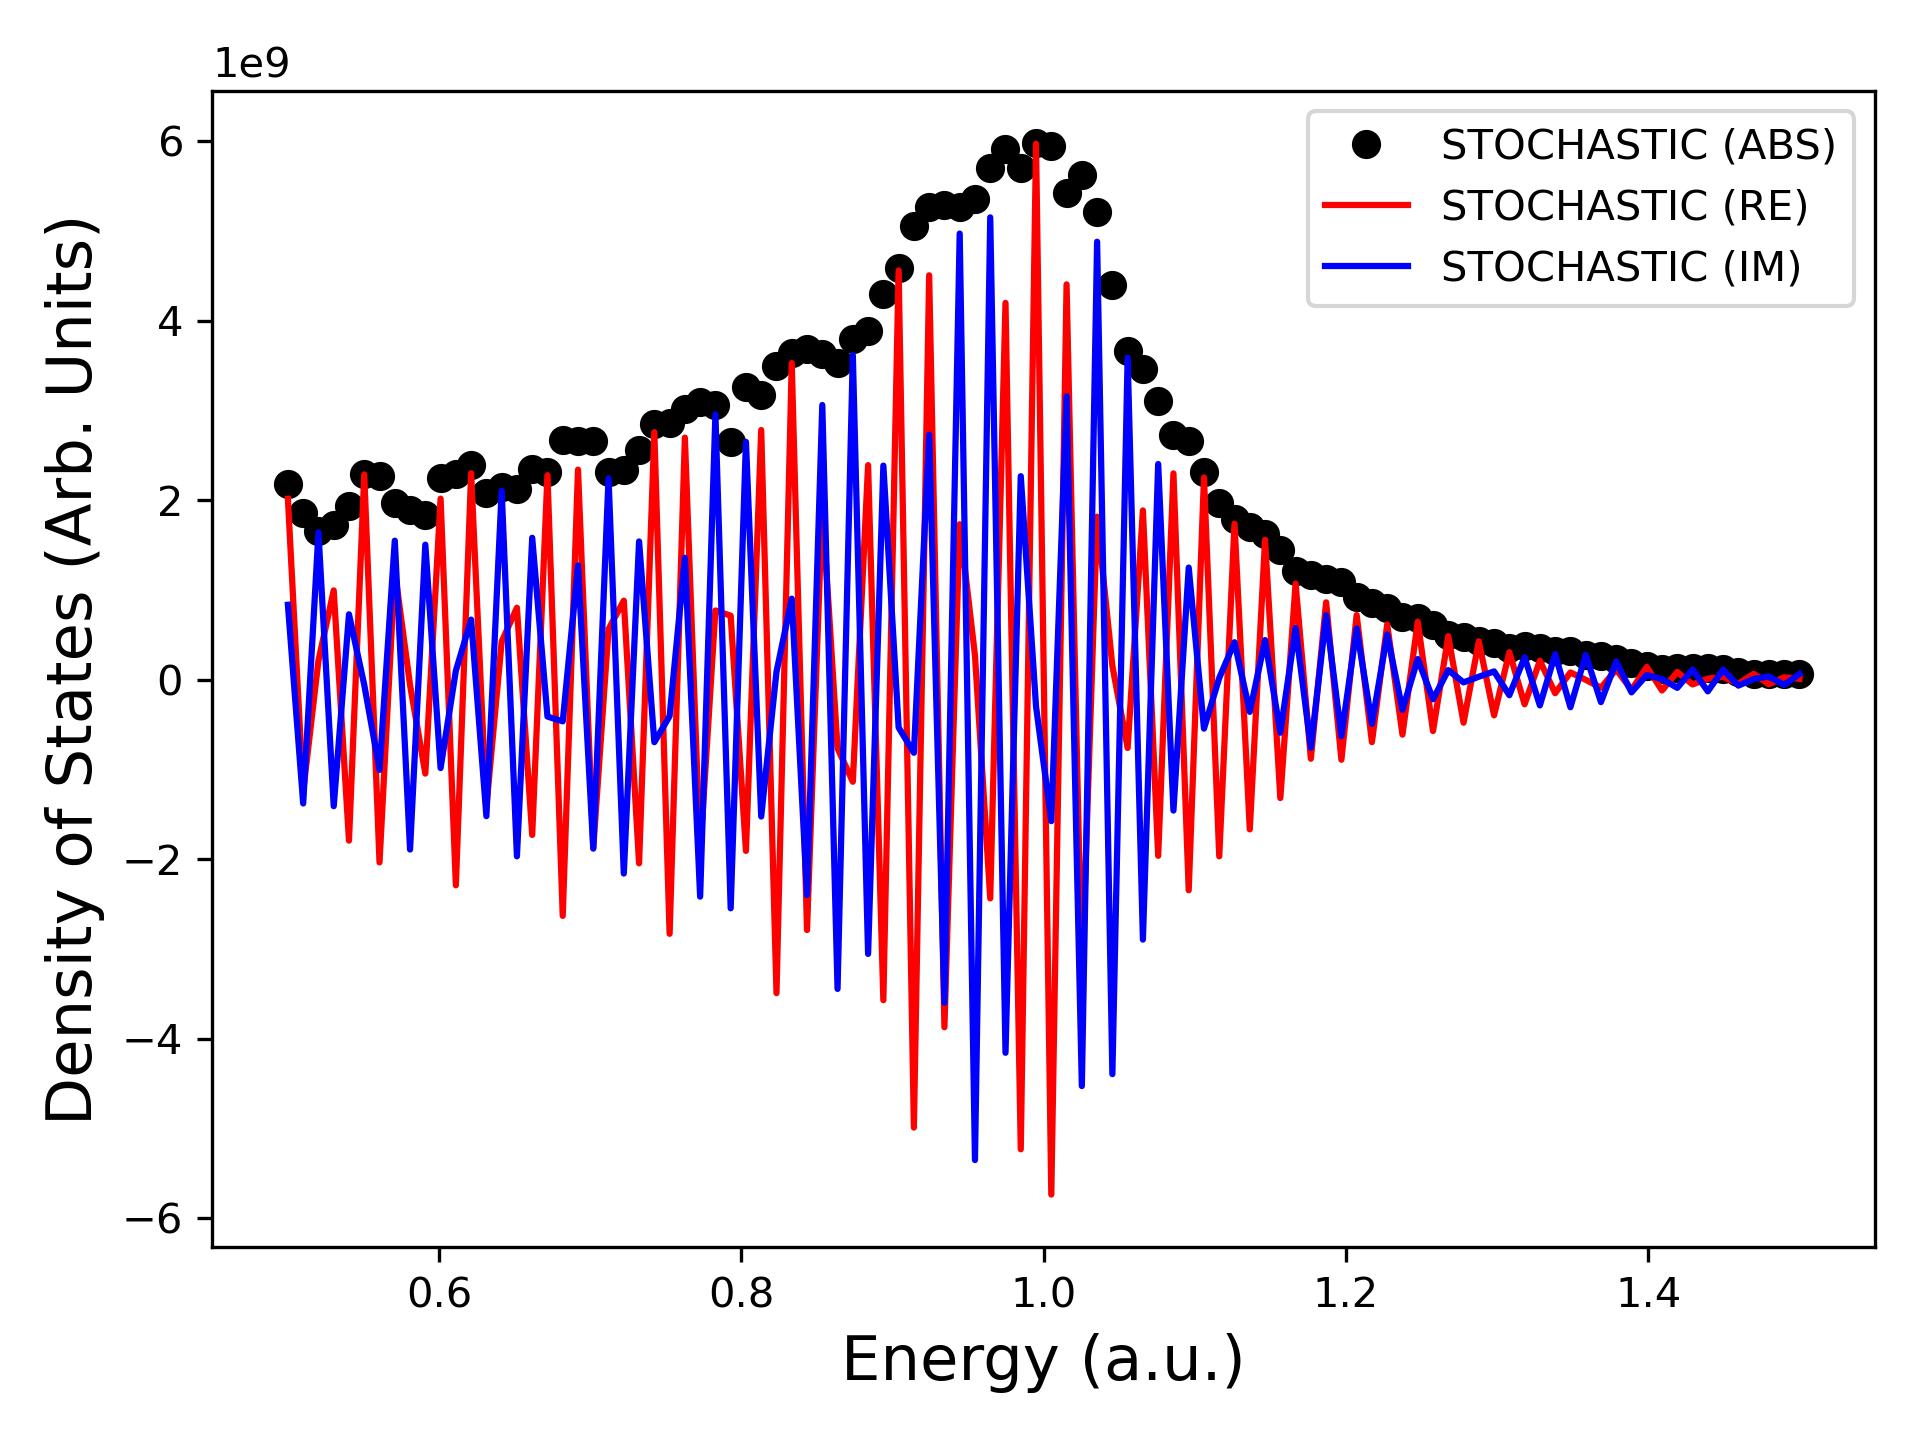 1e9
STOCHASTIC (ABS)
STOCHASTIC (RE)
STOCHASTIC (IM)
Density of States (Arb. Units)
6
4
2
0
−2
−4
−6
0.6 0.8 1.0 1.2 1.4
Energy (a.u.)